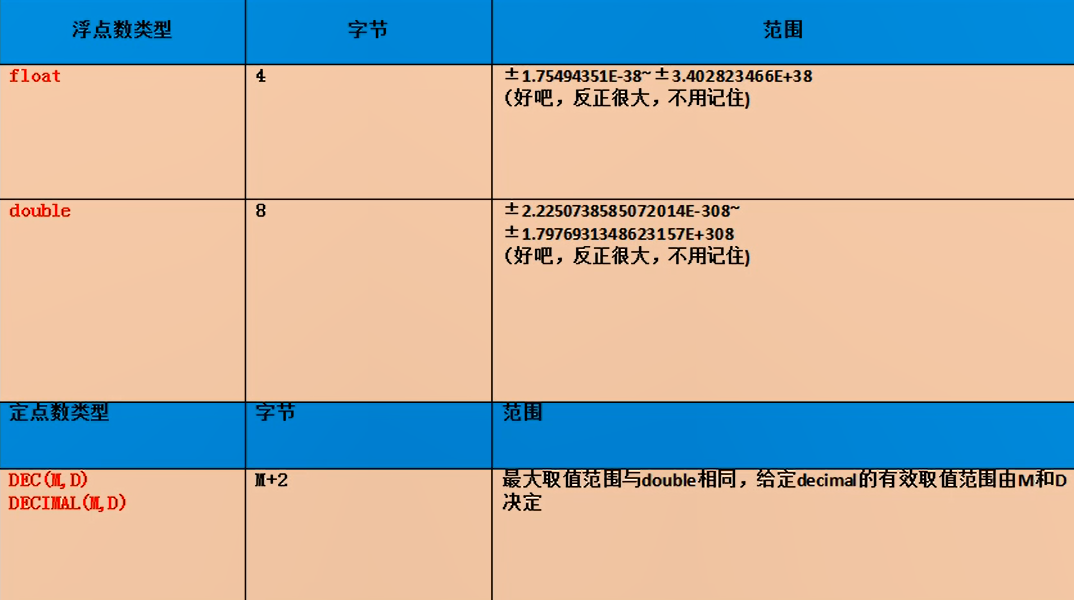 浮点数类型 字节 范围
float 4 ±1.75494351E-38~±3.402823466E+38
(好吧，反正很大，不用记住)
double 8 ±2.2250738585072014E-308~
±1.7976931348623157E+308
(好吧，反正很大，不用记住)
定点数类型 字节 范围
DEC(M,D) M+2 最大取值范围与double相同，给定decimal的有效取值范围由M和D
DECIMAL(M,D) 决定